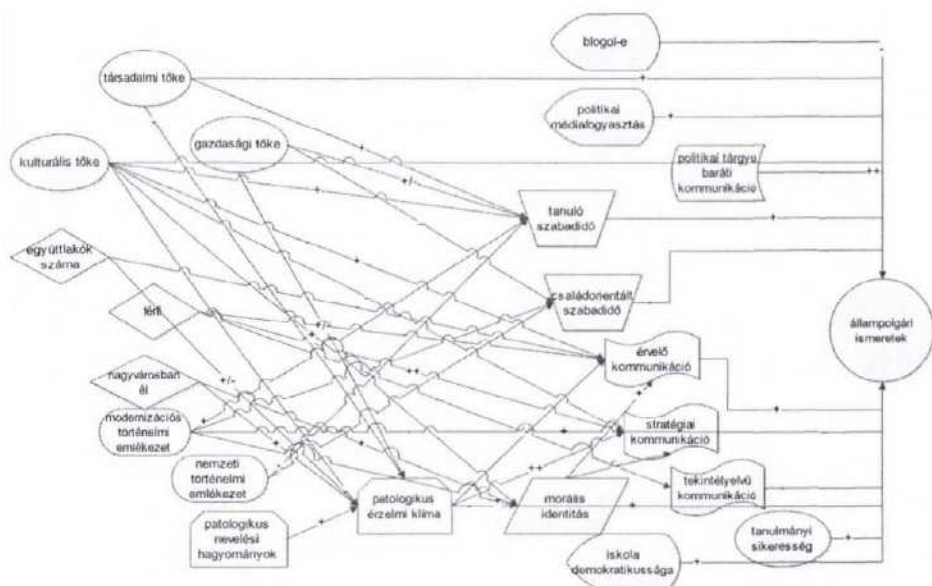 blogol-e
társadalmi tőke
politikai
médiafogyasztás
gazdasági tőke
kulturális tőke
politikai tárgyú
baráti
kommunikáció
tanuló
szabadidő
együttlakók
száma
családorientált
szabadidő
férfi
állampolgári
ismeretek
érvelő
kommunikáció
nagyvárosban
él
modernizációs
történelmi
emlékezet
stratégiai
kommunikáció
nemzeti
történelmi
emlékezet
patologikus
érzelmi klíma
morális
identitás
tekintélyelvű
kommunikáció
patologikus
nevelési
hagyományok
tanulmányi
sikeresség
iskola
demokratikussága